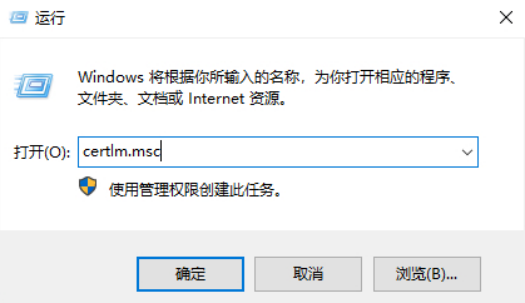 运行
Windows 将根据你所输入的名称，为你打开相应的程序、
文件夹、文档或 Internet 资源。
打开(O): certlm.msc
使用管理权限创建此任务。
确定 取消 浏览(B)...